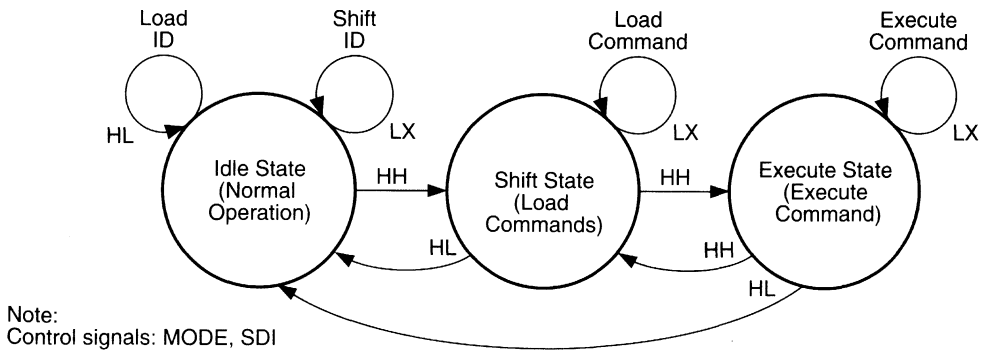 Load
ID
Shift
ID
Load
Command
Execute
Command
HL
LX
LX
LX
Idle State
(Normal
Operation)
HH
Shift State
(Load
Commands)
HH
Execute State
(Execute
Command)
HL
HH
HL
Note:
Control signals: MODE, SDI